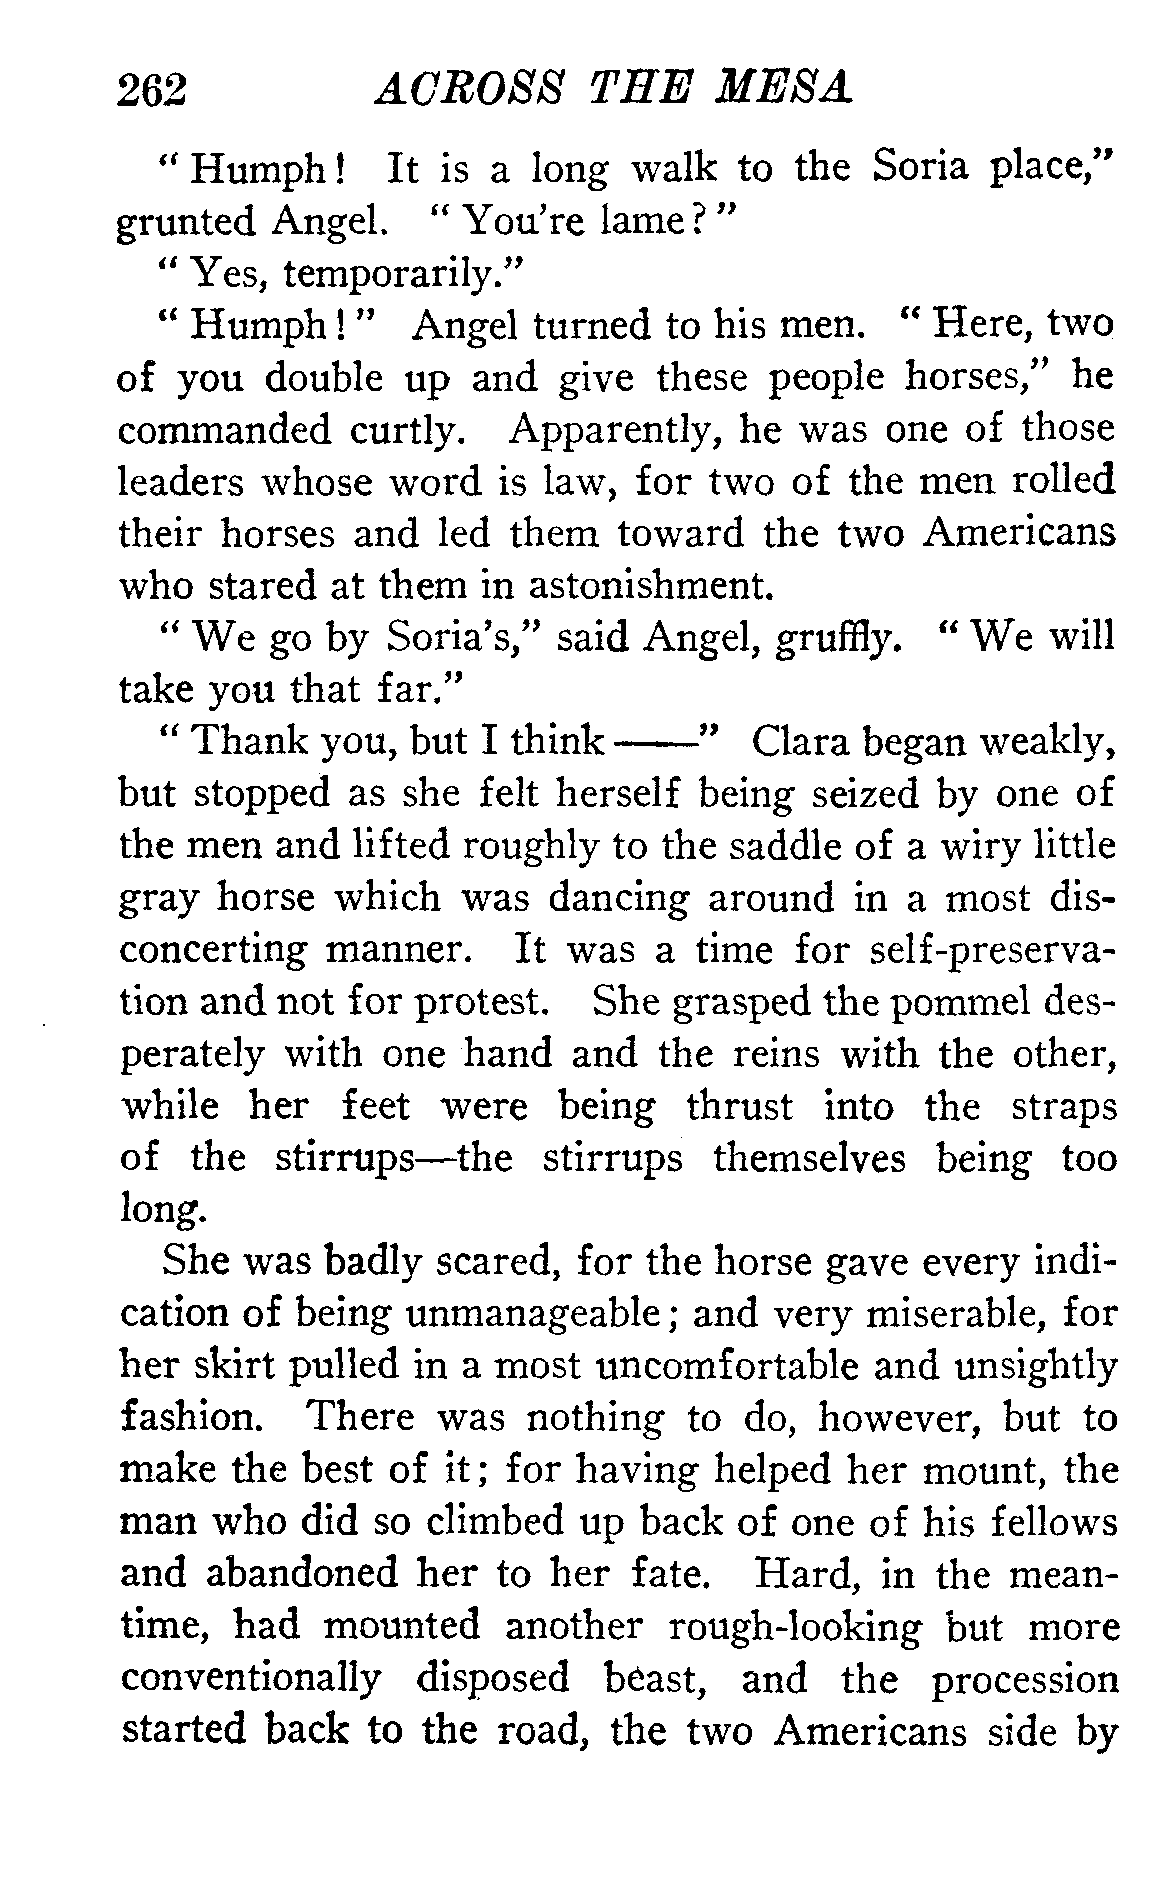 262 ACROSS THE MESA
" Humph! It is a long walk to the Soria place,"
grunted Angel. " You're lame?"
" Yes, temporarily."
" Humph!" Angel turned to his men. " Here, two
of you double up and give these people horses," he
commanded curtly. Apparently, he was one of those
leaders whose word is law, for two of the men rolled
their horses and led them toward the two Americans
who stared at them in astonishment.
" We go by Soria's," said Angel, gruffly. " We will
take you that far."
" Thank you, but I think——" Clara began weakly,
but stopped as she felt herself being seized by one of
the men and lifted roughly to the saddle of a wiry little
gray horse which was dancing around in a most dis-
concerting manner. It was a time for self-preserva-
tion and not for protest. She grasped the pommel des-
perately with one hand and the reins with the other,
while her feet were being thrust into the straps
of the stirrups—the stirrups themselves being too
long.
She was badly scared, for the horse gave every indi-
cation of being unmanageable; and very miserable, for
her skirt pulled in a most uncomfortable and unsightly
fashion. There was nothing to do, however, but to
make the best of it; for having helped her mount, the
man who did so climbed up back of one of his fellows
and abandoned her to her fate. Hard, in the mean-
time, had mounted another rough-looking but more
conventionally disposed beast, and the procession
started back to the road, the two Americans side by